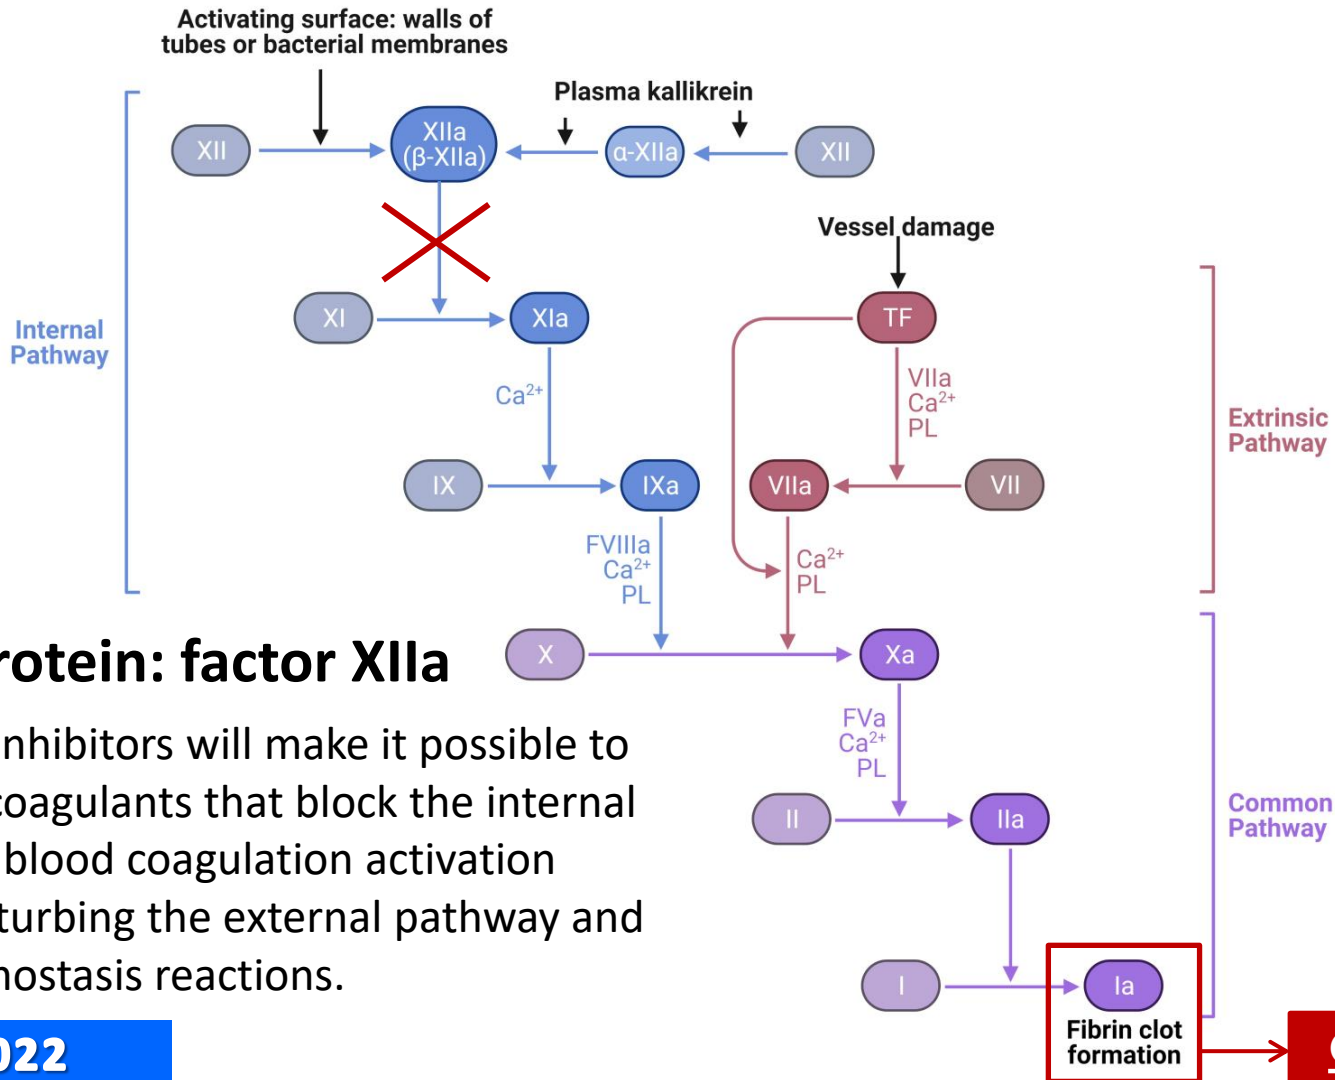 Activating surface: walls of
tubes or bacterial membranes
Plasma kallikrein
XII
XIIa
(β-XIIa)
α-XIIa
XII
Vessel damage
Internal
Pathway
XI
XIa
TF
Ca²⁺
VIIa
Ca²⁺
PL
Extrinsic
Pathway
IX
IXa
VIIa
VII
FVIIIa
Ca²⁺
PL
Ca²⁺
PL
X
Xa
rotein: factor XIIa
nhibitors will make it possible to
coagulants that block the internal
blood coagulation activation
turbing the external pathway and
nostasis reactions.
FVa
Ca²⁺
PL
II
IIa
Common
Pathway
I
Ia
Fibrin clot
formation
022